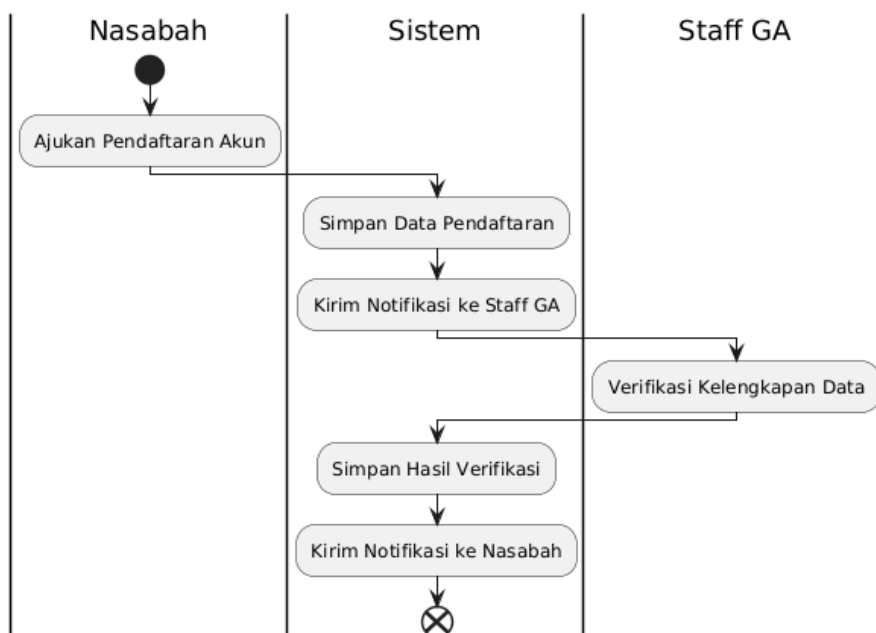 Nasabah
Sistem
Staff GA
Ajukan Pendaftaran Akun
Simpan Data Pendaftaran
Kirim Notifikasi ke Staff GA
Verifikasi Kelengkapan Data
Simpan Hasil Verifikasi
Kirim Notifikasi ke Nasabah